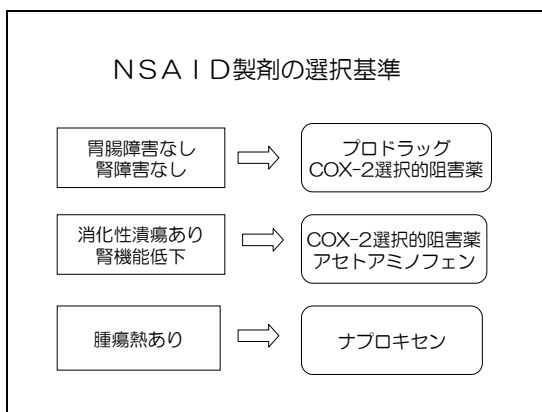 NSAID製剤の選択基準
胃腸障害なし
腎障害なし
プロドラッグ
COX-2選択的阻害薬
消化性潰瘍あり
腎機能低下
COX-2選択的阻害薬
アセトアミノフェン
腫瘍熱あり
ナプロキセン